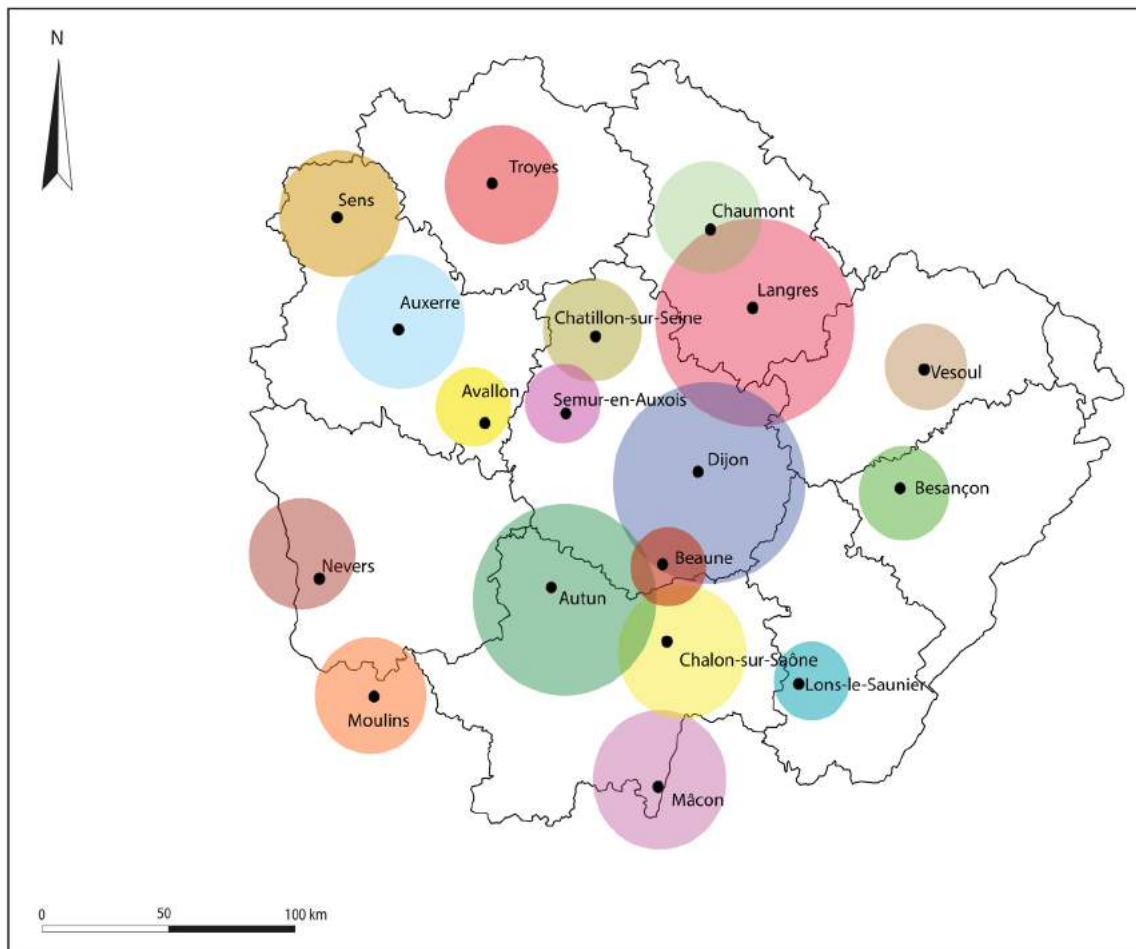 N
Troyes
Sens
Chaumont
Langres
Auxerre
Chatillon-sur-Seine
Vesoul
Avallon
Semur-en-Auxois
Dijon
Besançon
Beaune
Nevers
Autun
Chalon-sur-Saône
Lons-le-Saunier
Moulins
Mâcon
0 50 100 km